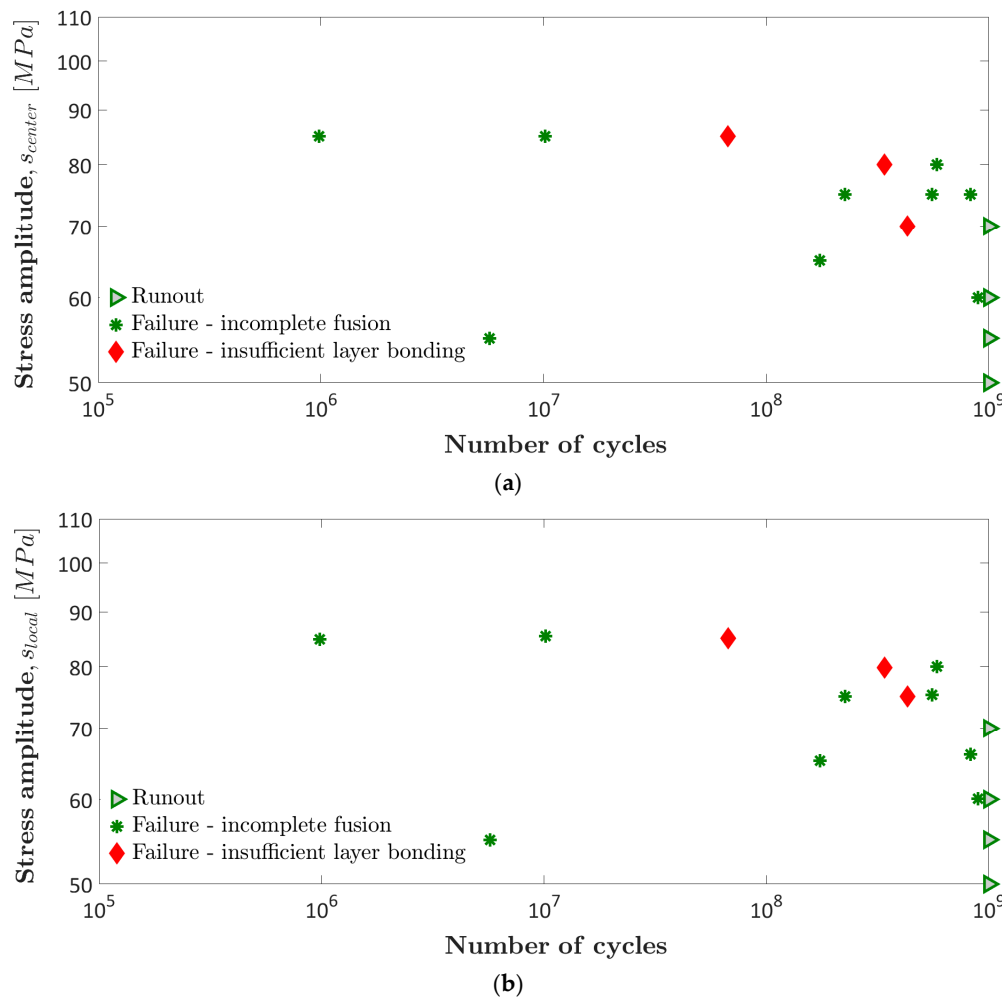 Stress amplitude, s_center [MPa]
110
100
90
80
70
60
50
Runout
Failure - incomplete fusion
Failure - insufficient layer bonding
10^5
10^6
10^7
10^8
10^9
Number of cycles
(a)
Stress amplitude, s_local [MPa]
110
100
90
80
70
60
50
Runout
Failure - incomplete fusion
Failure - insufficient layer bonding
10^5
10^6
10^7
10^8
10^9
Number of cycles
(b)